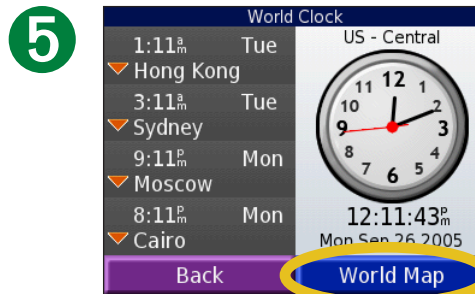 5
World Clock
1:11am Tue
Hong Kong
3:11am Tue
Sydney
9:11pm Mon
Moscow
8:11pm Mon
Cairo
US - Central
12
1
2
3
4
5
6
7
8
9
10
11
12:11:43pm
Mon Sep 26 2005
Back
World Map